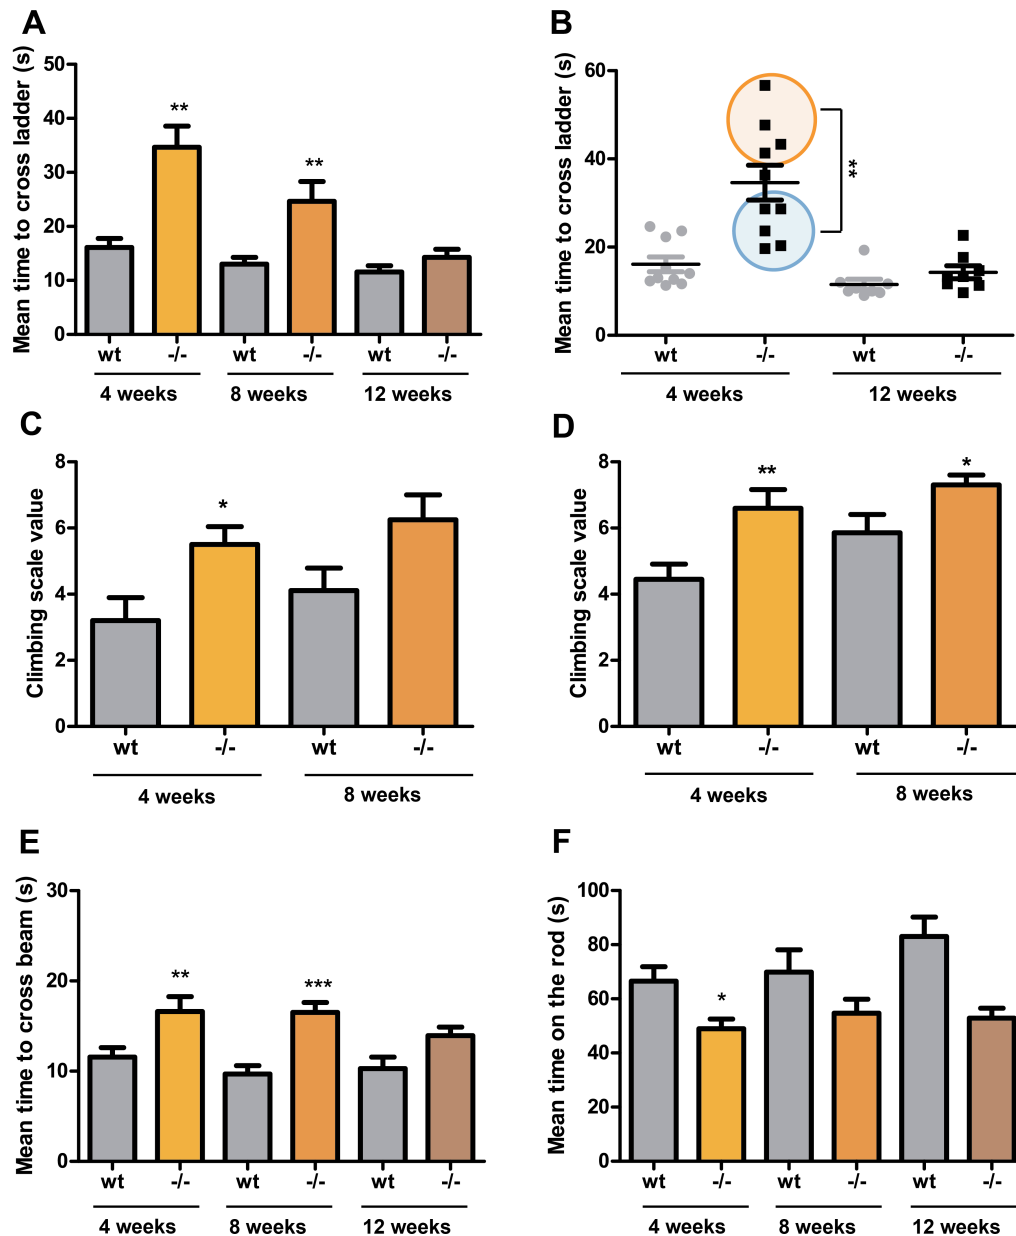 A
Mean time to cross ladder (s)
50
40
30
20
10
0
**
**
wt -/- wt -/- wt -/-
4 weeks 8 weeks 12 weeks
B
Mean time to cross ladder (s)
60
40
20
0
**
wt -/- wt -/-
4 weeks 12 weeks
C
Climbing scale value
8
6
4
2
0
*
wt -/- wt -/-
4 weeks 8 weeks
D
Climbing scale value
8
6
4
2
0
**
*
wt -/- wt -/-
4 weeks 8 weeks
E
Mean time to cross beam (s)
30
20
10
0
**
***
wt -/- wt -/- wt -/-
4 weeks 8 weeks 12 weeks
F
Mean time on the rod (s)
100
80
60
40
20
0
*
wt -/- wt -/- wt -/-
4 weeks 8 weeks 12 weeks